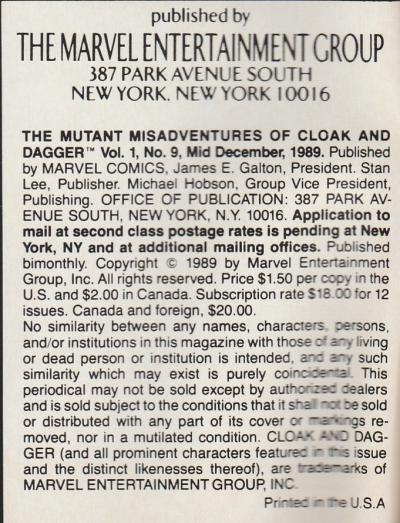 published by
THE MARVEL ENTERTAINMENT GROUP
387 PARK AVENUE SOUTH
NEW YORK, NEW YORK 10016
THE MUTANT MISADVENTURES OF CLOAK AND
DAGGER™ Vol. 1, No. 9, Mid December, 1989. Published
by MARVEL COMICS, James E. Galton, President. Stan
Lee, Publisher. Michael Hobson, Group Vice President,
Publishing. OFFICE OF PUBLICATION: 387 PARK AV-
ENUE SOUTH, NEW YORK, N.Y. 10016. Application to
mail at second class postage rates is pending at New
York, NY and at additional mailing offices. Published
bimonthly. Copyright © 1989 by Marvel Entertainment
Group, Inc. All rights reserved. Price $1.50 per copy in the
U.S. and $2.00 in Canada. Subscription rate $18.00 for 12
issues. Canada and foreign, $20.00.
No similarity between any names, characters, persons,
and/or institutions in this magazine with those of any living
or dead person or institution is intended, and any such
similarity which may exist is purely coincidental. This
periodical may not be sold except by authorized dealers
and is sold subject to the conditions that it shall not be sold
or distributed with any part of its cover or markings re-
moved, nor in a mutilated condition. CLOAK AND DAG-
GER (and all prominent characters featured in this issue
and the distinct likenesses thereof), are trademarks of
MARVEL ENTERTAINMENT GROUP, INC.
Printed in the U.S.A